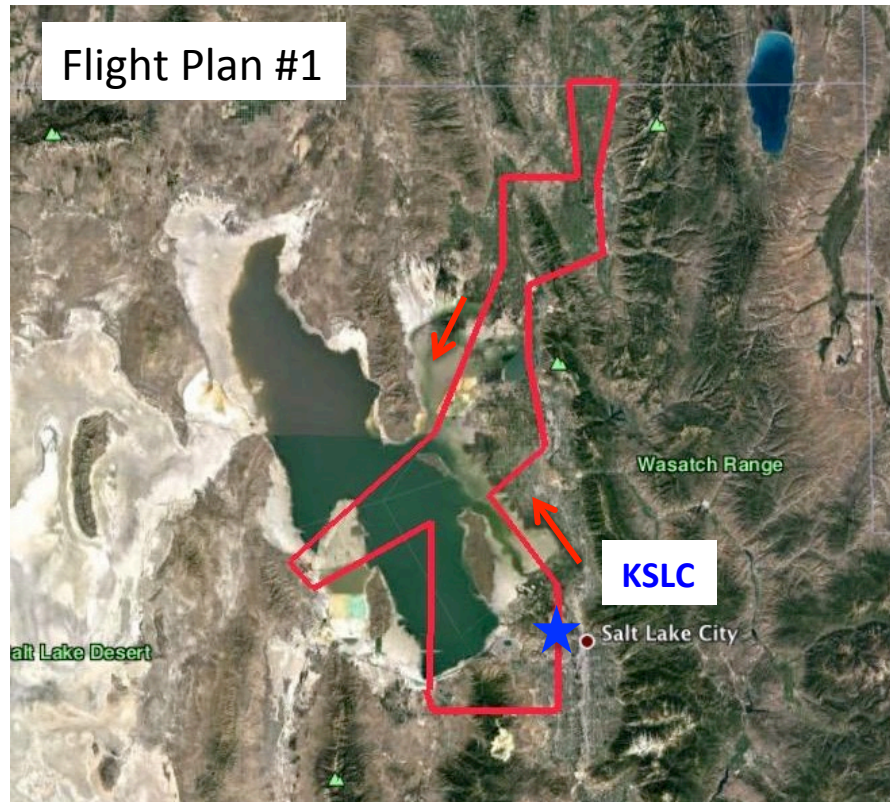 Flight Plan #1
Wasatch Range
KSLC
Salt Lake City
alt Lake Desert